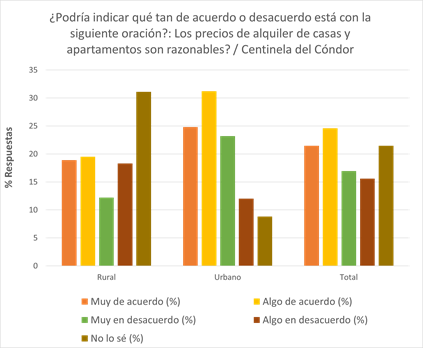 ¿Podría indicar qué tan de acuerdo o desacuerdo está con la
siguiente oración?: Los precios de alquiler de casas y
apartamentos son razonables? / Centinela del Cóndor
% Respuestas
35
30
25
20
15
10
5
0
Rural Urbano Total
Muy de acuerdo (%) Algo de acuerdo (%)
Muy en desacuerdo (%) Algo en desacuerdo (%)
No lo sé (%)